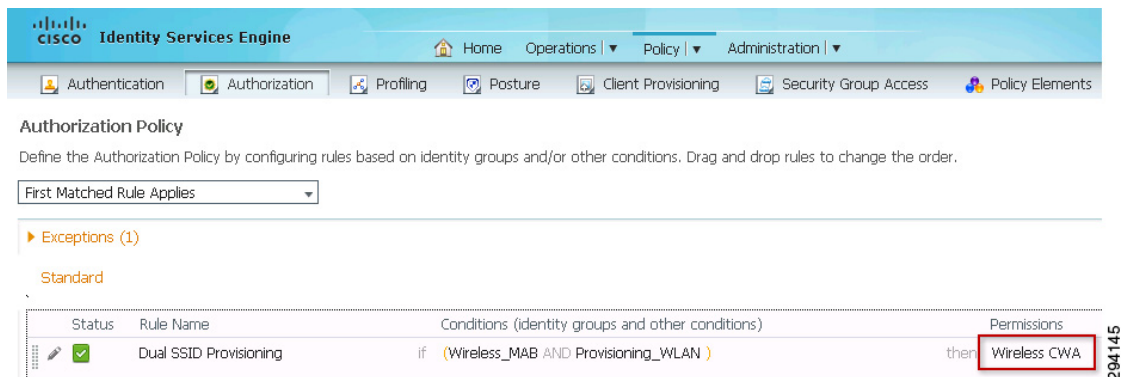 CISCO Identity Services Engine
Home Operations | ▼ Policy | ▼ Administration | ▼
Authentication Authorization Profiling Posture Client Provisioning Security Group Access Policy Elements
Authorization Policy
Define the Authorization Policy by configuring rules based on identity groups and/or other conditions. Drag and drop rules to change the order.
First Matched Rule Applies
Exceptions (1)
Standard
Status Rule Name Conditions (identity groups and other conditions) Permissions
Dual SSID Provisioning if (Wireless_MAB AND Provisioning_WLAN ) then Wireless CWA
294145